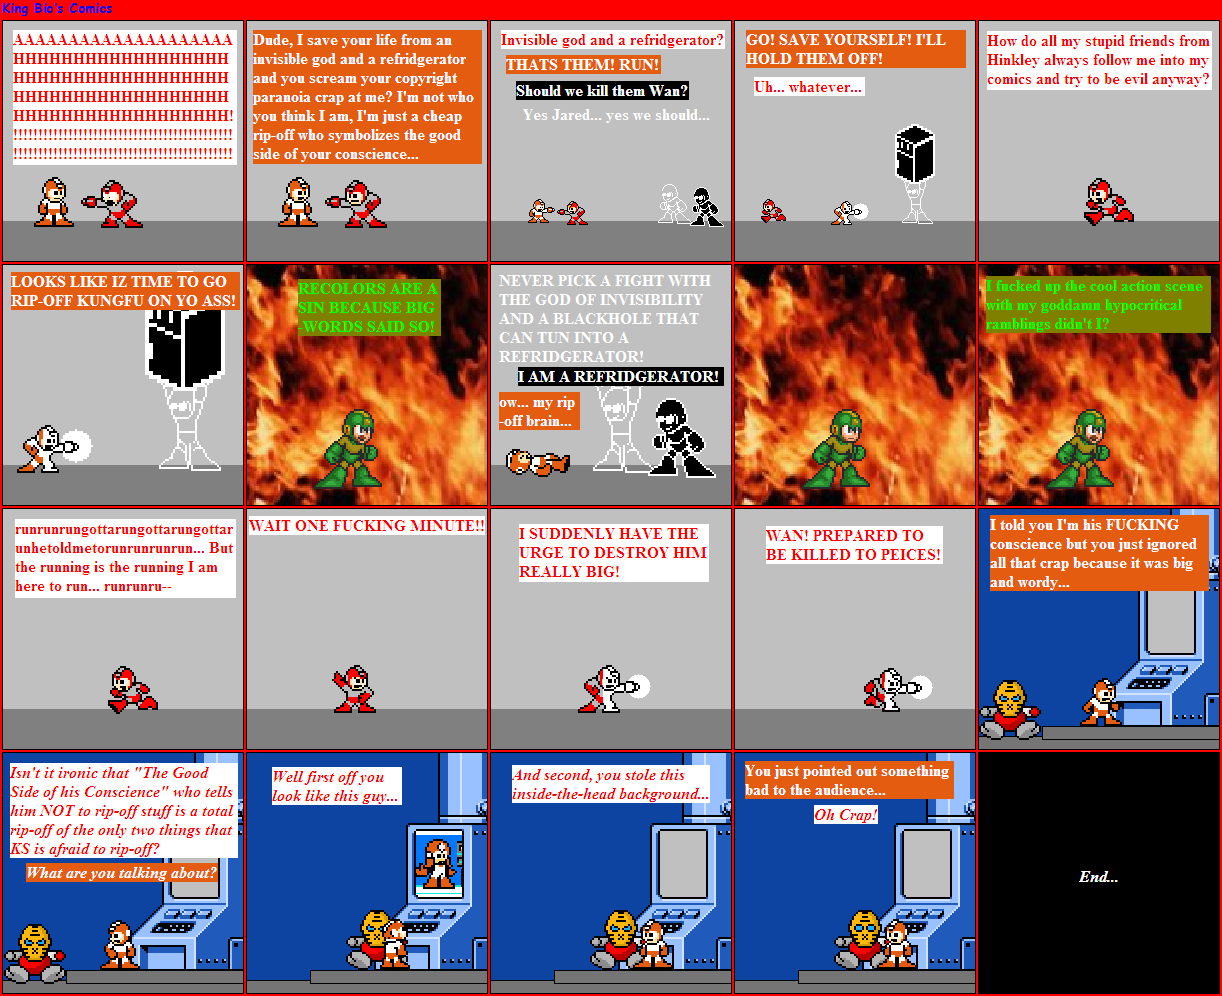 King Bio's Comics
AAAAAAAAAAAAAAAAAAAA
HHHHHHHHHHHHHHHHHHH
HHHHHHHHHHHHHHHHHHH
HHHHHHHHHHHHHHHHHHH
HHHHHHHHHHHHHHHHHHH!
!!!!!!!!!!!!!!!!!!!!!!!!!!!!!!!!!!!!!!!!
!!!!!!!!!!!!!!!!!!!!!!!!!!!!!!!!!!!!!!!!
Dude, I save your life from an
invisible god and a refridgerator
and you scream your copyright
paranoia crap at me? I'm not who
you think I am, I'm just a cheap
rip-off who symbolizes the good
side of your conscience...
Invisible god and a refridgerator?
THATS THEM! RUN!
Should we kill them Wan?
Yes Jared... yes we should...
GO! SAVE YOURSELF! I'LL
HOLD THEM OFF!
Uh... whatever...
How do all my stupid friends from
Hinkley always follow me into my
comics and try to be evil anyway?
LOOKS LIKE IZ TIME TO GO
RIP-OFF KUNGFU ON YO ASS!
RECOLORS ARE A
SIN BECAUSE BIG
-WORDS SAID SO!
NEVER PICK A FIGHT WITH
THE GOD OF INVISIBILITY
AND A BLACKHOLE THAT
CAN TUN INTO A
REFRIDGERATOR!
I AM A REFRIDGERATOR!
ow... my rip
-off brain...
I fucked up the cool action scene
with my goddamn hypocritical
ramblings didn't I?
runrunrungottarungottarungottar
unhetoldmetorunrunrunrun... But
the running is the running I am
here to run... runrunru--
WAIT ONE FUCKING MINUTE!!
I SUDDENLY HAVE THE
URGE TO DESTROY HIM
REALLY BIG!
WAN! PREPARED TO
BE KILLED TO PEICES!
I told you I'm his FUCKING
conscience but you just ignored
all that crap because it was big
and wordy...
Isn't it ironic that "The Good
Side of his Conscience" who tells
him NOT to rip-off stuff is a total
rip-off of the only two things that
KS is afraid to rip-off?
What are you talking about?
Well first off you
look like this guy...
And second, you stole this
inside-the-head background...
You just pointed out something
bad to the audience...
Oh Crap!
End...